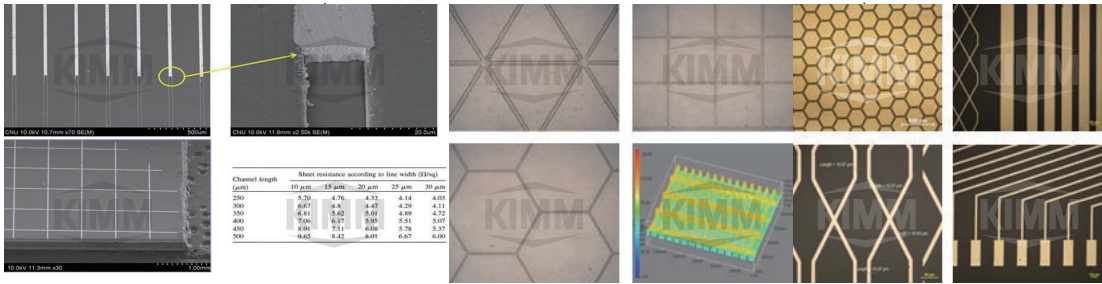 KIMM
CNU 10.0kV 10.7mm x70 SE(M)
500um
KIMM
CNU 10.0kV 11.6mm x2.50k SE(M)
20.0um
KIMM
KIMM
KIMM
KIMM
10.0kV 11.3mm x30
1.00mm
Channel length
(μm)
Sheet resistance according to line width (Ω/sq)
10 μm 15 μm 20 μm 25 μm 30 μm
250 5.70 4.76 4.33 4.14 4.03
300 6.67 4.8 4.47 4.29 4.11
350 6.81 5.62 5.01 4.89 4.72
400 7.06 6.17 5.95 5.51 5.07
450 8.01 7.11 6.08 5.78 5.37
500 9.65 8.42 8.01 6.67 6.00
KIMM
KIMM
KIMM
KIMM
KIMM